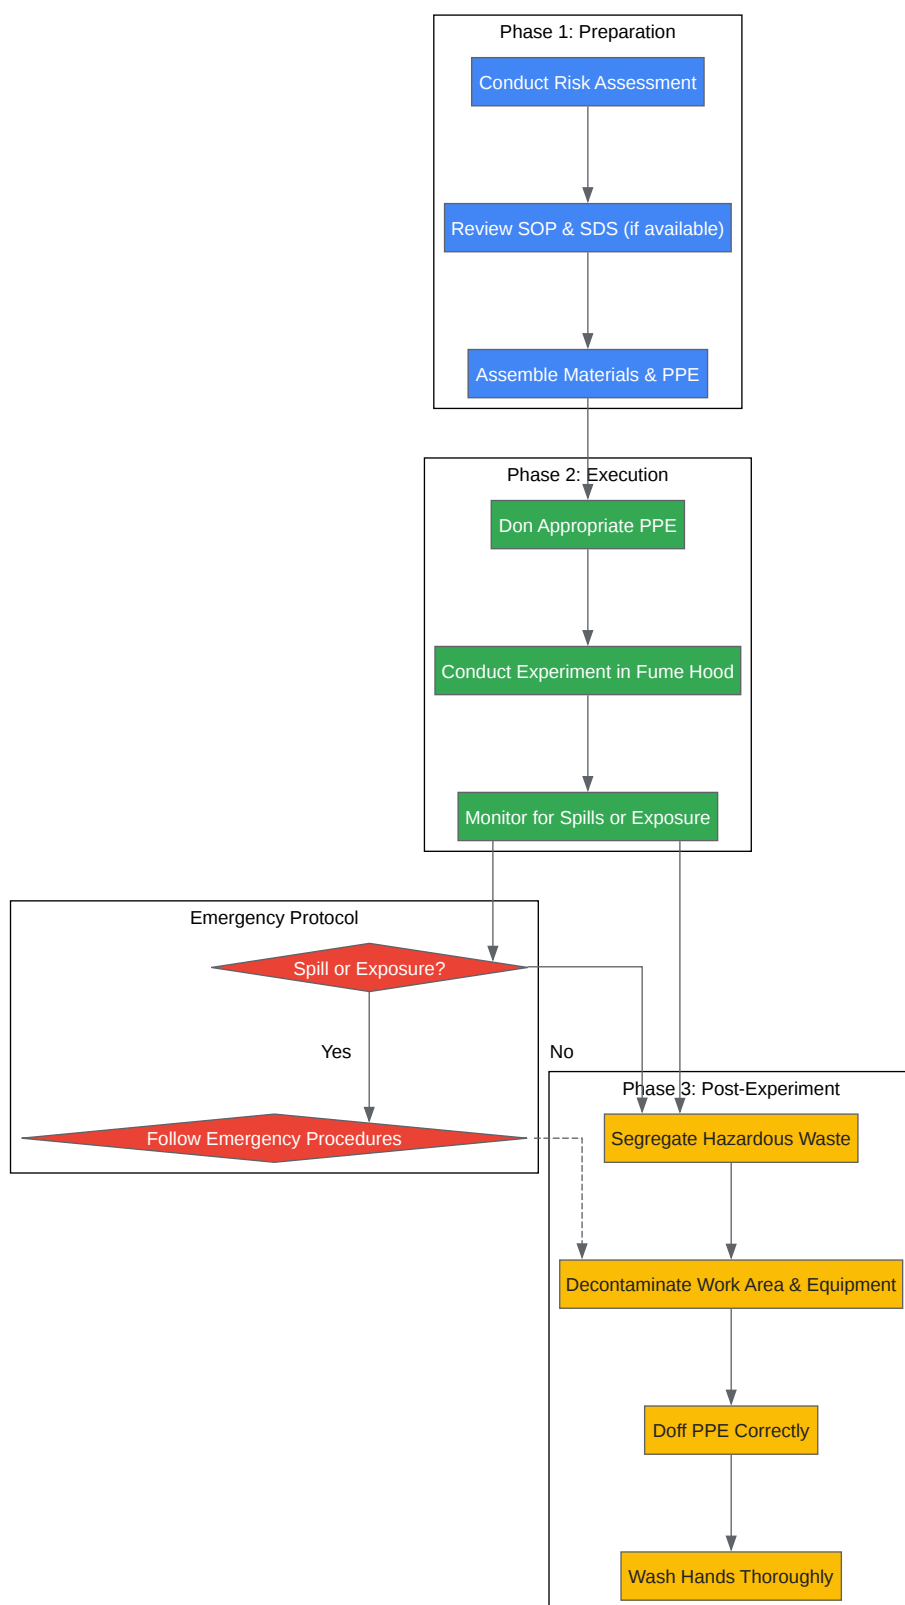 Phase 1: Preparation
Conduct Risk Assessment
Review SOP & SDS (if available)
Assemble Materials & PPE
Phase 2: Execution
Don Appropriate PPE
Conduct Experiment in Fume Hood
Monitor for Spills or Exposure
Emergency Protocol
Spill or Exposure?
Yes
No
Follow Emergency Procedures
Phase 3: Post-Experiment
Segregate Hazardous Waste
Decontaminate Work Area & Equipment
Doff PPE Correctly
Wash Hands Thoroughly